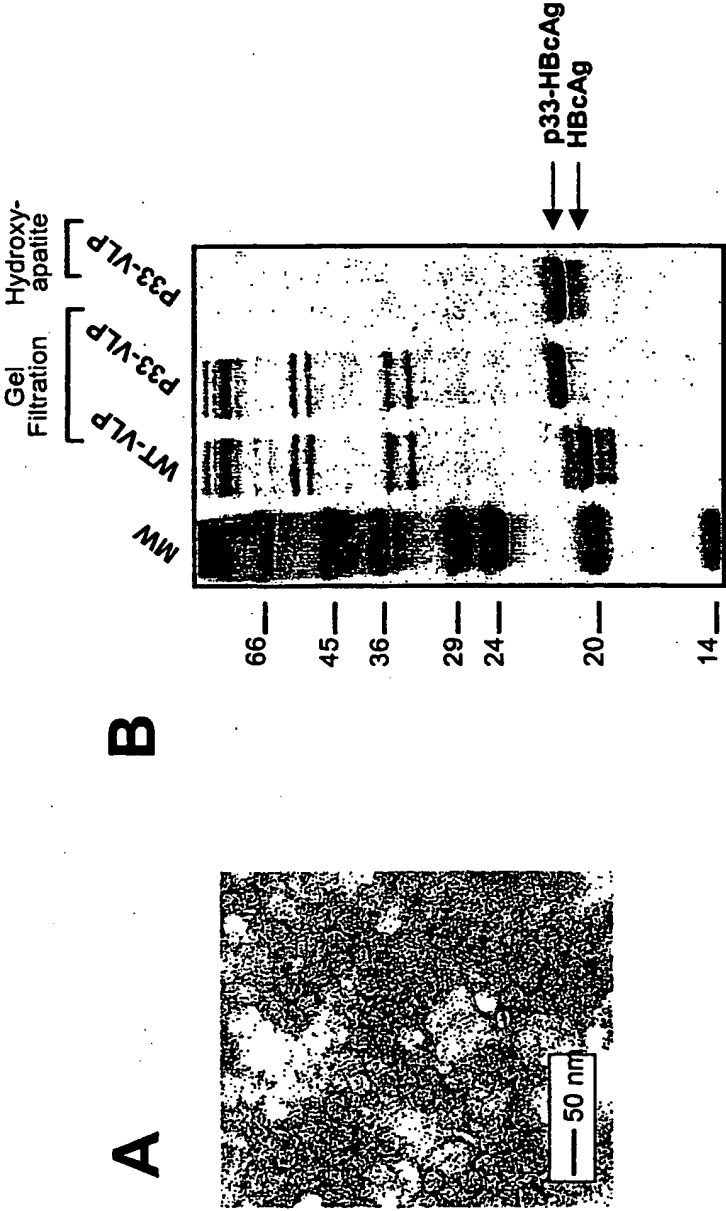 A
50 nm
B
Gel
Filtration
Hydroxy-
apatite
MW
WT-VLP
P33-VLP
P33-VLP
66
45
36
29
24
20
14
p33-HBcAg
HBcAg